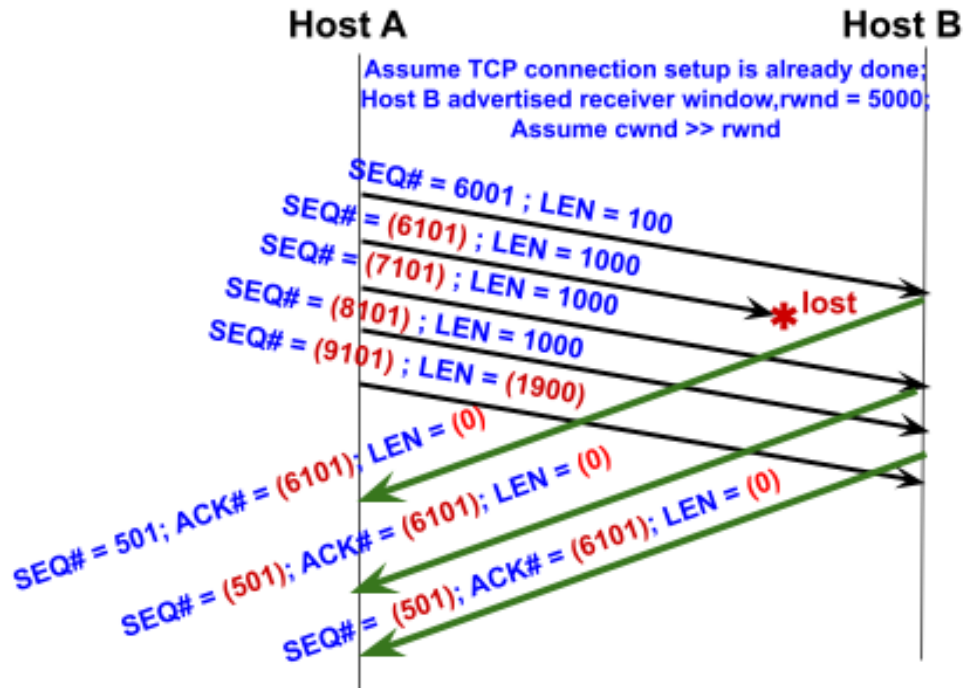 Host A
Host B
Assume TCP connection setup is already done;
Host B advertised receiver window,rwnd = 5000;
Assume cwnd >> rwnd
SEQ# = 6001 ; LEN = 100
SEQ# = (6101) ; LEN = 1000
SEQ# = (7101) ; LEN = 1000
lost
SEQ# = (8101) ; LEN = 1000
SEQ# = (9101) ; LEN = (1900)
SEQ# = 501; ACK# = (6101); LEN = (0)
SEQ# = (501); ACK# = (6101); LEN = (0)
SEQ# = (501); ACK# = (6101); LEN = (0)